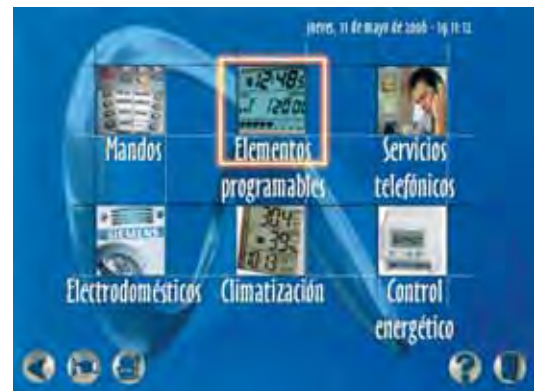 jueves, 11 de mayo de 2006 - 19:11:12
Mandos
Elementos
programables
Servicios
telefónicos
SIEMENS
Electrodomésticos
Climatización
Control
energético
?